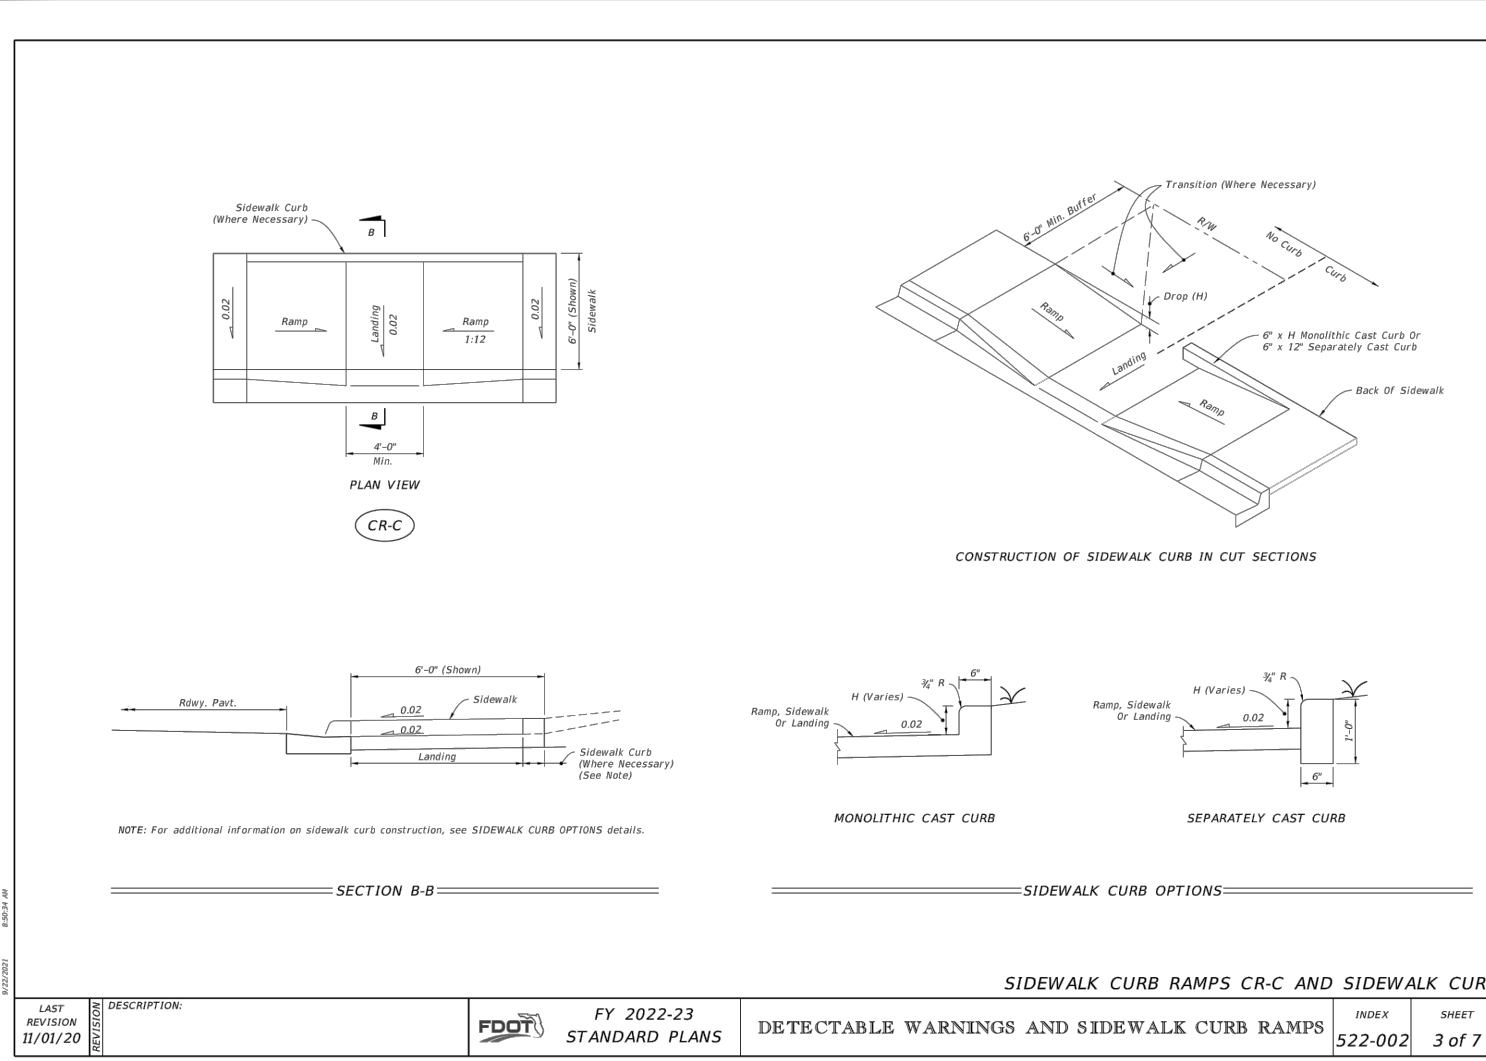 Sidewalk Curb
(Where Necessary)
B
0.02
Ramp
Landing
0.02
Ramp
1:12
0.02
6'-0" (Shown)
Sidewalk
B
4'-0"
Min.
PLAN VIEW
CR-C
Transition (Where Necessary)
6'-0" Min. Buffer
R/W
No Curb
Curb
Drop (H)
Ramp
Landing
6" x H Monolithic Cast Curb Or
6" x 12" Separately Cast Curb
Back Of Sidewalk
Ramp
CONSTRUCTION OF SIDEWALK CURB IN CUT SECTIONS
6'-0" (Shown)
Rdwy. Pavt.
Sidewalk
0.02
0.02
Landing
Sidewalk Curb
(Where Necessary)
(See Note)
NOTE: For additional information on sidewalk curb construction, see SIDEWALK CURB OPTIONS details.
SECTION B-B
6"
¾" R
H (Varies)
Ramp, Sidewalk
Or Landing
0.02
MONOLITHIC CAST CURB
¾" R
H (Varies)
Ramp, Sidewalk
Or Landing
0.02
1'-0"
6"
SEPARATELY CAST CURB
SIDEWALK CURB OPTIONS
8:50:34 AM
9/22/2021
SIDEWALK CURB RAMPS CR-C AND SIDEWALK CUR
LAST
REVISION
11/01/20
REVISION
DESCRIPTION:
FDOT
FY 2022-23
STANDARD PLANS
DETECTABLE WARNINGS AND SIDEWALK CURB RAMPS
INDEX
522-002
SHEET
3 of 7